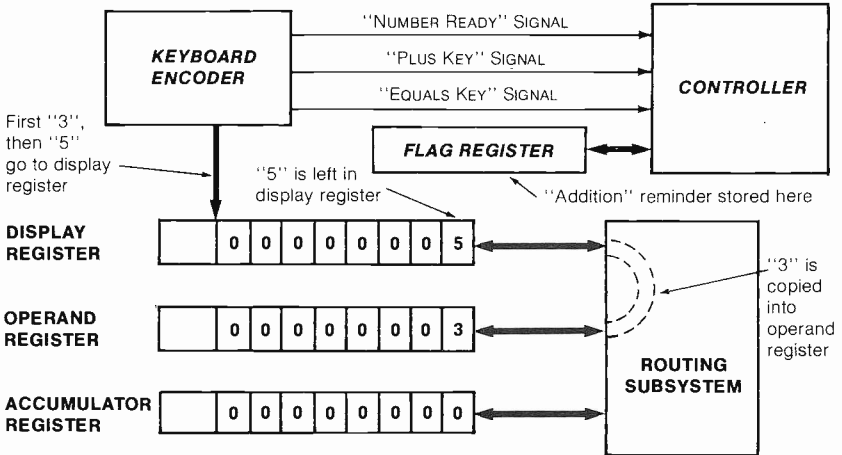 "NUMBER READY" SIGNAL
KEYBOARD
ENCODER
"PLUS KEY" SIGNAL
"EQUALS KEY" SIGNAL
CONTROLLER
First "3",
then "5"
go to display
register
FLAG REGISTER
"5" is left in
display register
"Addition" reminder stored here
DISPLAY
REGISTER
0 0 0 0 0 0 0 5
"3" is
copied
into
operand
register
OPERAND
REGISTER
0 0 0 0 0 0 0 3
ROUTING
SUBSYSTEM
ACCUMULATOR
REGISTER
0 0 0 0 0 0 0 0